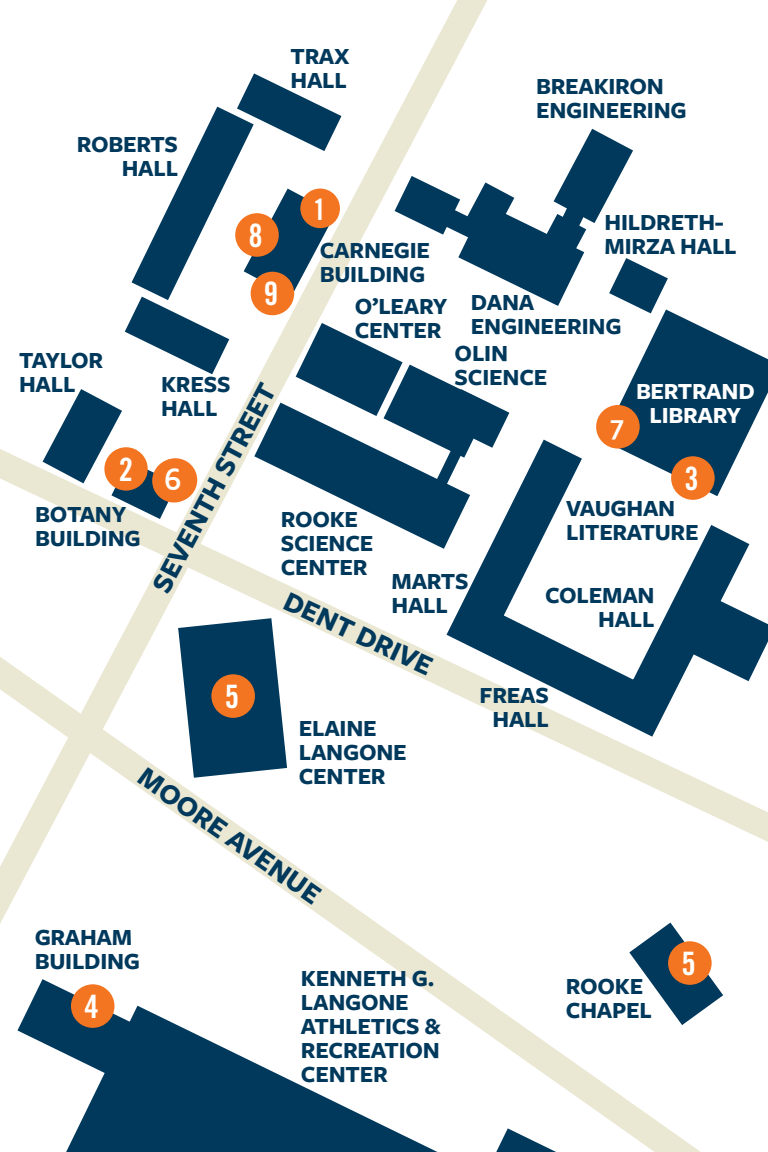 TRAX
HALL
BREAKIRON
ENGINEERING
ROBERTS
HALL
1
8
9
CARNEGIE
BUILDING
HILDRETH-
MIRZA HALL
O’LEARY
CENTER
DANA
ENGINEERING
OLIN
SCIENCE
TAYLOR
HALL
KRESS
HALL
BERTRAND
LIBRARY
7
3
2
6
BOTANY
BUILDING
SEVENTH STREET
ROOKE
SCIENCE
CENTER
VAUGHAN
LITERATURE
MARTS
HALL
COLEMAN
HALL
DENT DRIVE
FREAS
HALL
5
ELAINE
LANGONE
CENTER
MOORE AVENUE
GRAHAM
BUILDING
4
KENNETH G.
LANGONE
ATHLETICS &
RECREATION
CENTER
5
ROOKE
CHAPEL